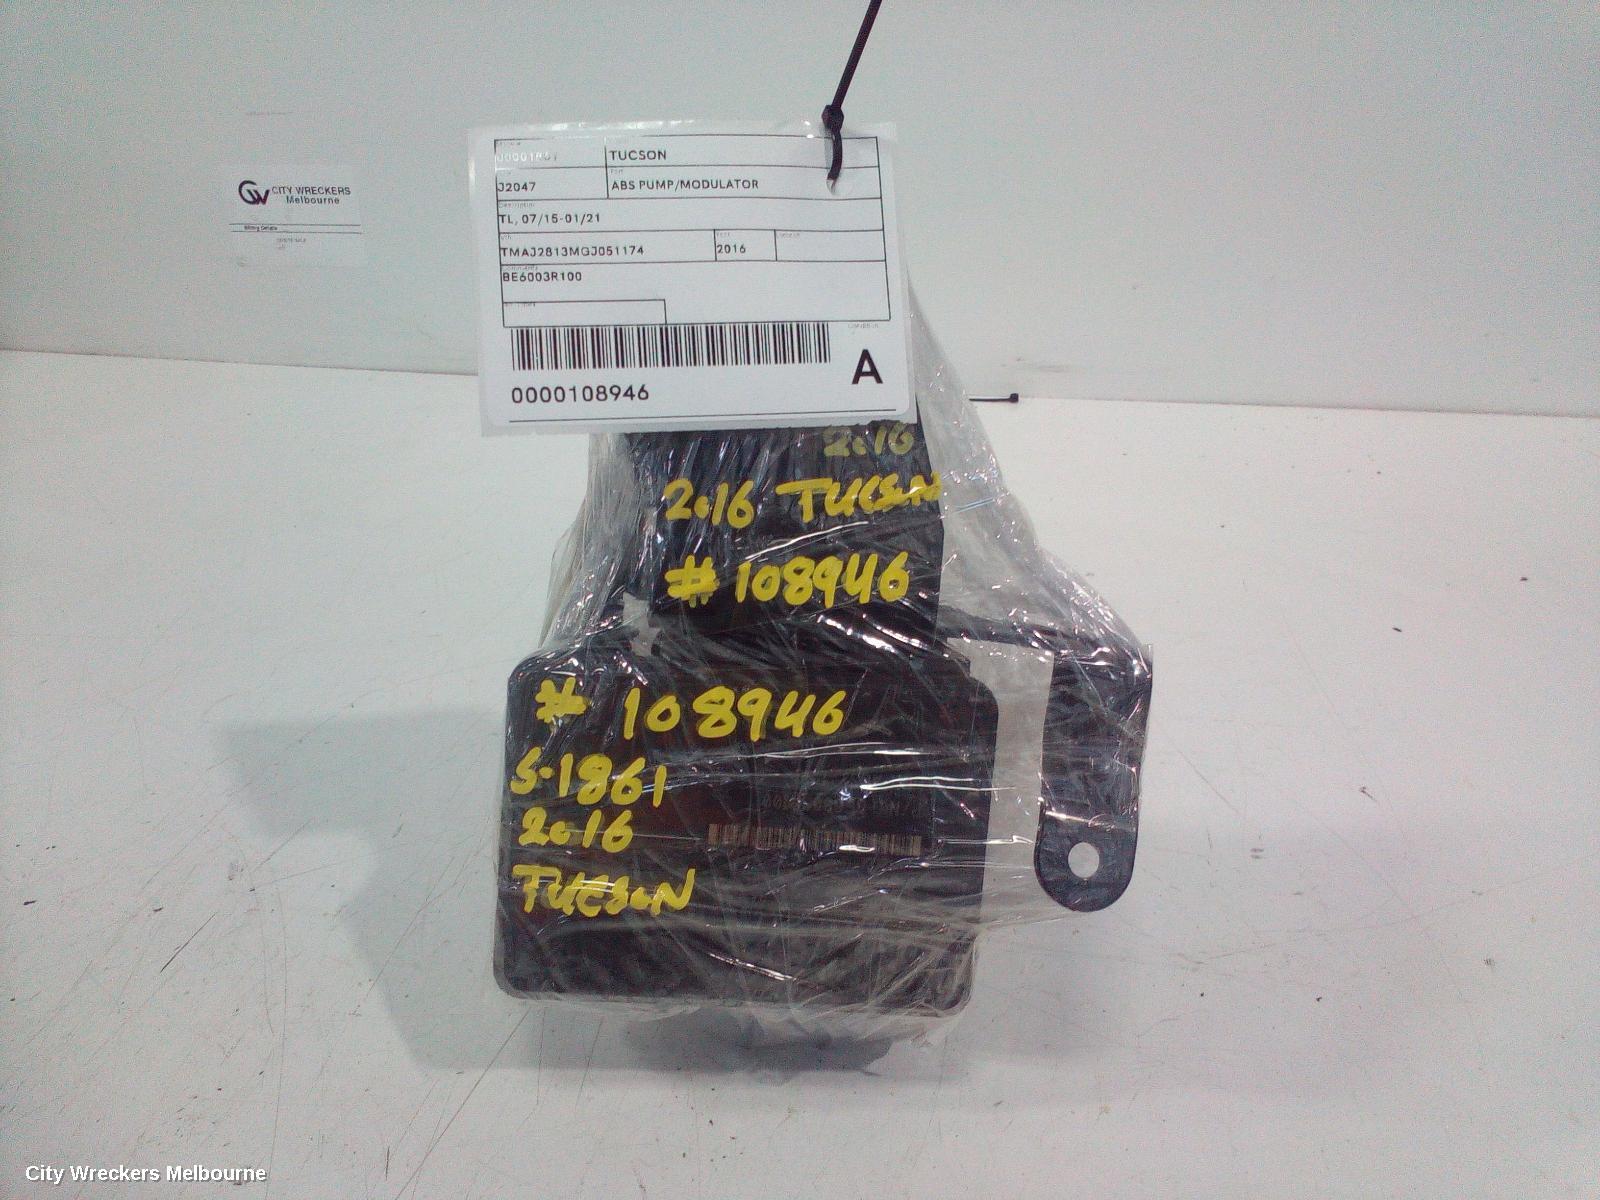 CITY WRECKERS
Melbourne
TUCSON
J2047
ABS PUMP/MODULATOR
TL, 07/15-01/21
TMAJ2813MGJ051174
2016
BE6003R100
A
0000108946
2016
2016 TUCSON
# 108946
# 108946
S-1861
2016
TUCSON
City Wreckers Melbourne